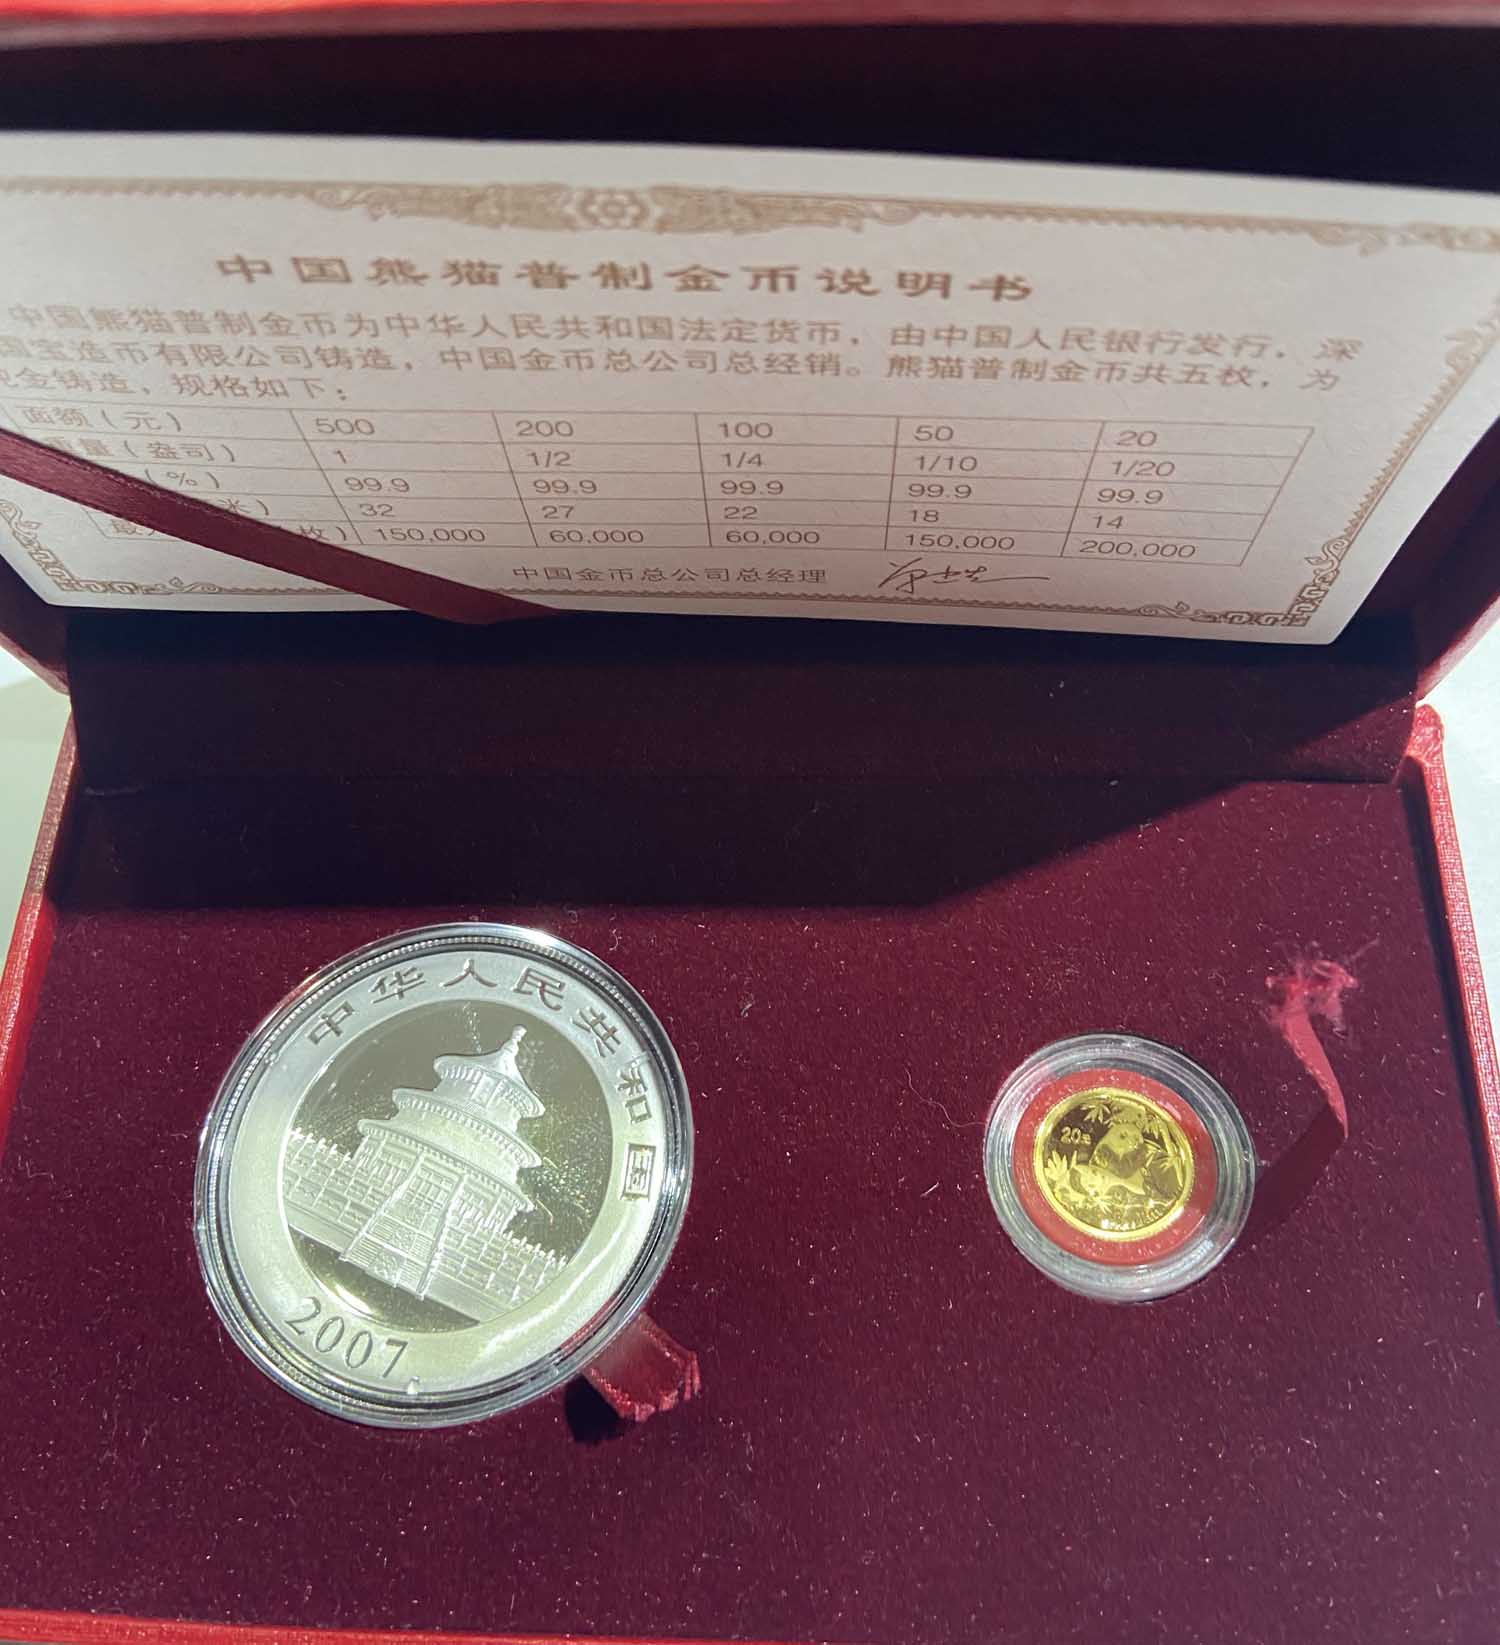 中国熊猫普制金币说明书
中国熊猫普制金币为中华人民共和国法定货币，由中国人民银行发行，深
国宝造币有限公司铸造，中国金币总公司总经销。熊猫普制金币共五枚，为
金铸造，规格如下：
面额（元） 500 200 100 50 20
量（盎司） 1 1/2 1/4 1/10 1/20
（%） 99.9 99.9 99.9 99.9 99.9
米） 32 27 22 18 14
枚） 150,000 60,000 60,000 150,000 200,000
中国金币总公司总经理
中华人民共和国
2007
20元